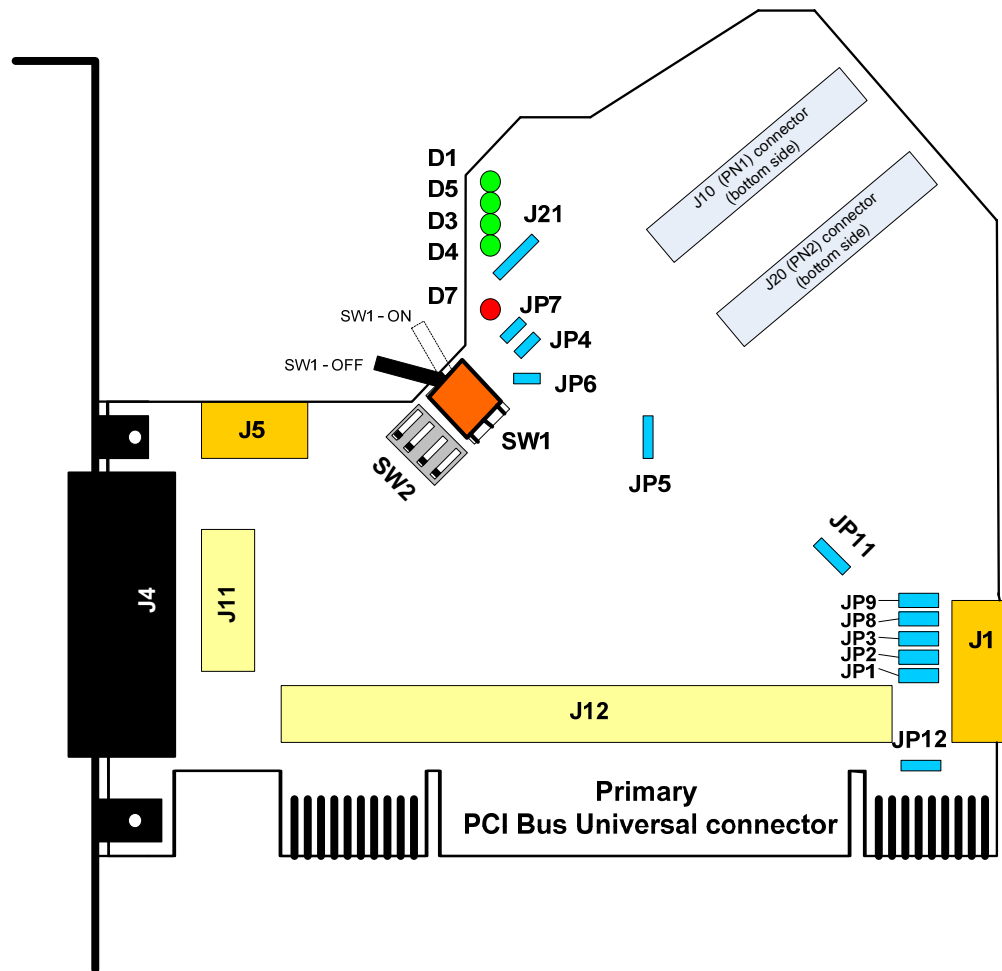 D1
D5
D3
D4
D7
J21
JP7
JP4
JP6
SW1 - ON
SW1 - OFF
SW1
SW2
J10 (PN1) connector
(bottom side)
J20 (PN2) connector
(bottom side)
J5
JP5
JP11
J4
J11
JP9
JP8
JP3
JP2
JP1
J1
J12
JP12
Primary
PCI Bus Universal connector